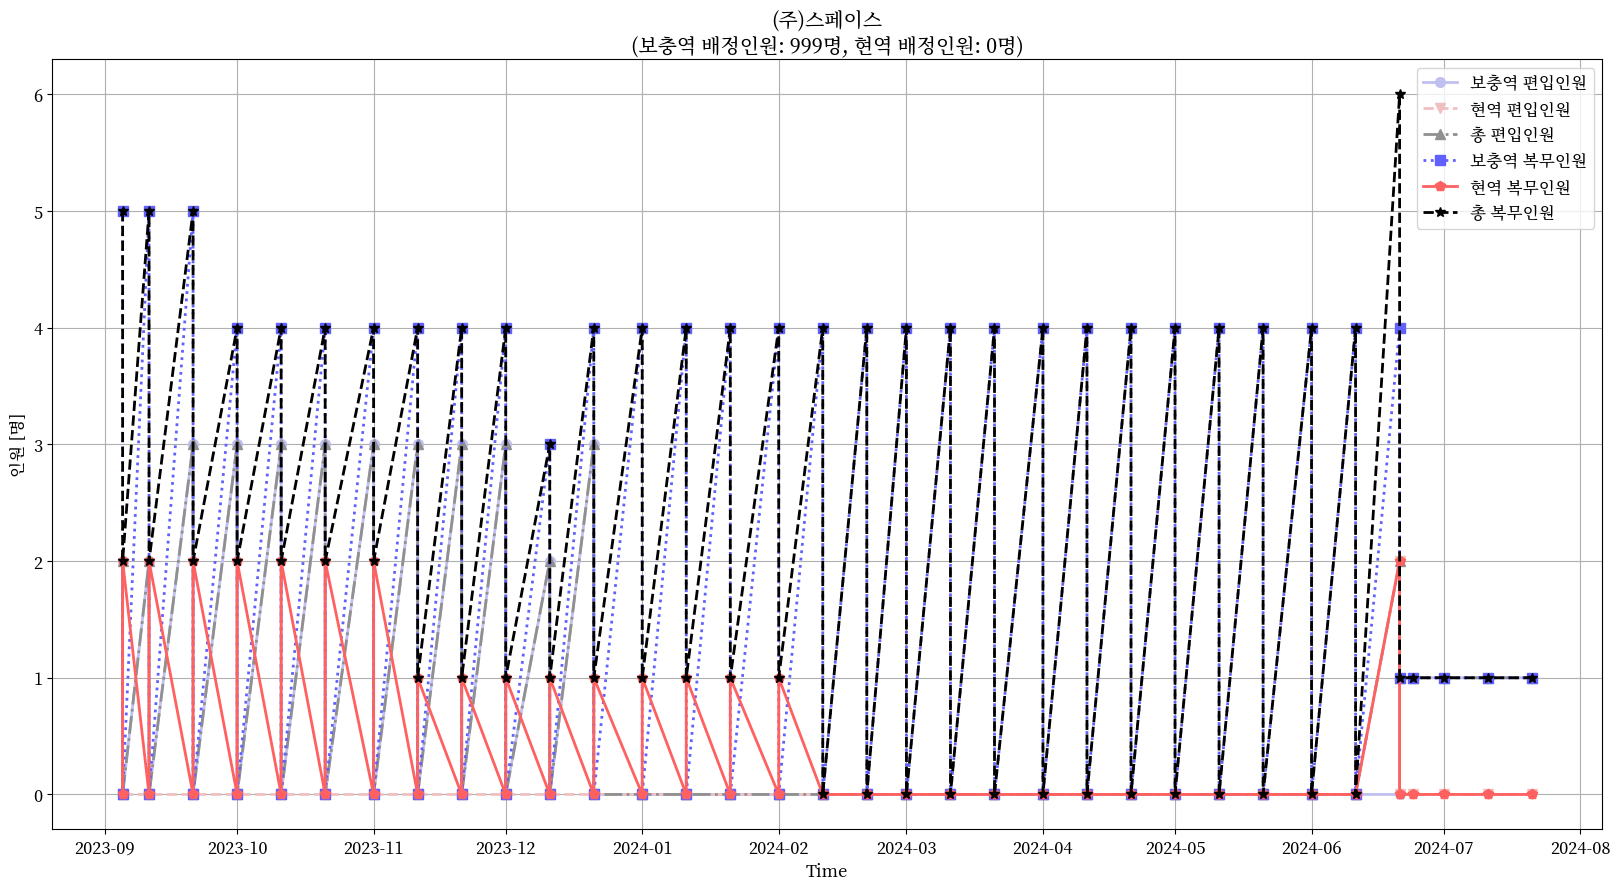 (주)스페이스
(보충역 배정인원: 999명, 현역 배정인원: 0명)
보충역 편입인원
현역 편입인원
총 편입인원
보충역 복무인원
현역 복무인원
총 복무인원
인원 [명]
6
5
4
3
2
1
0
2023-09
2023-10
2023-11
2023-12
2024-01
2024-02
2024-03
2024-04
2024-05
2024-06
2024-07
2024-08
Time